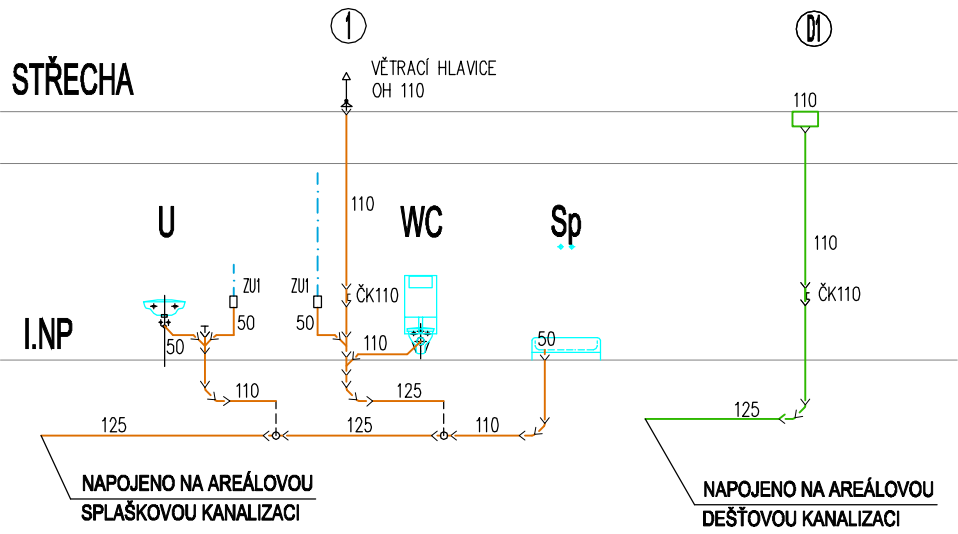 1
D1
VĚTRACÍ HLAVICE
OH 110
STŘECHA
110
U
110
WC
Sp
110
ZU1
ZU1
ČK110
ČK110
50
50
I.NP
50
110
50
110
125
125
125
125
110
NAPOJENO NA AREÁLOVOU
SPLAŠKOVOU KANALIZACI
NAPOJENO NA AREÁLOVOU
DEŠŤOVOU KANALIZACI